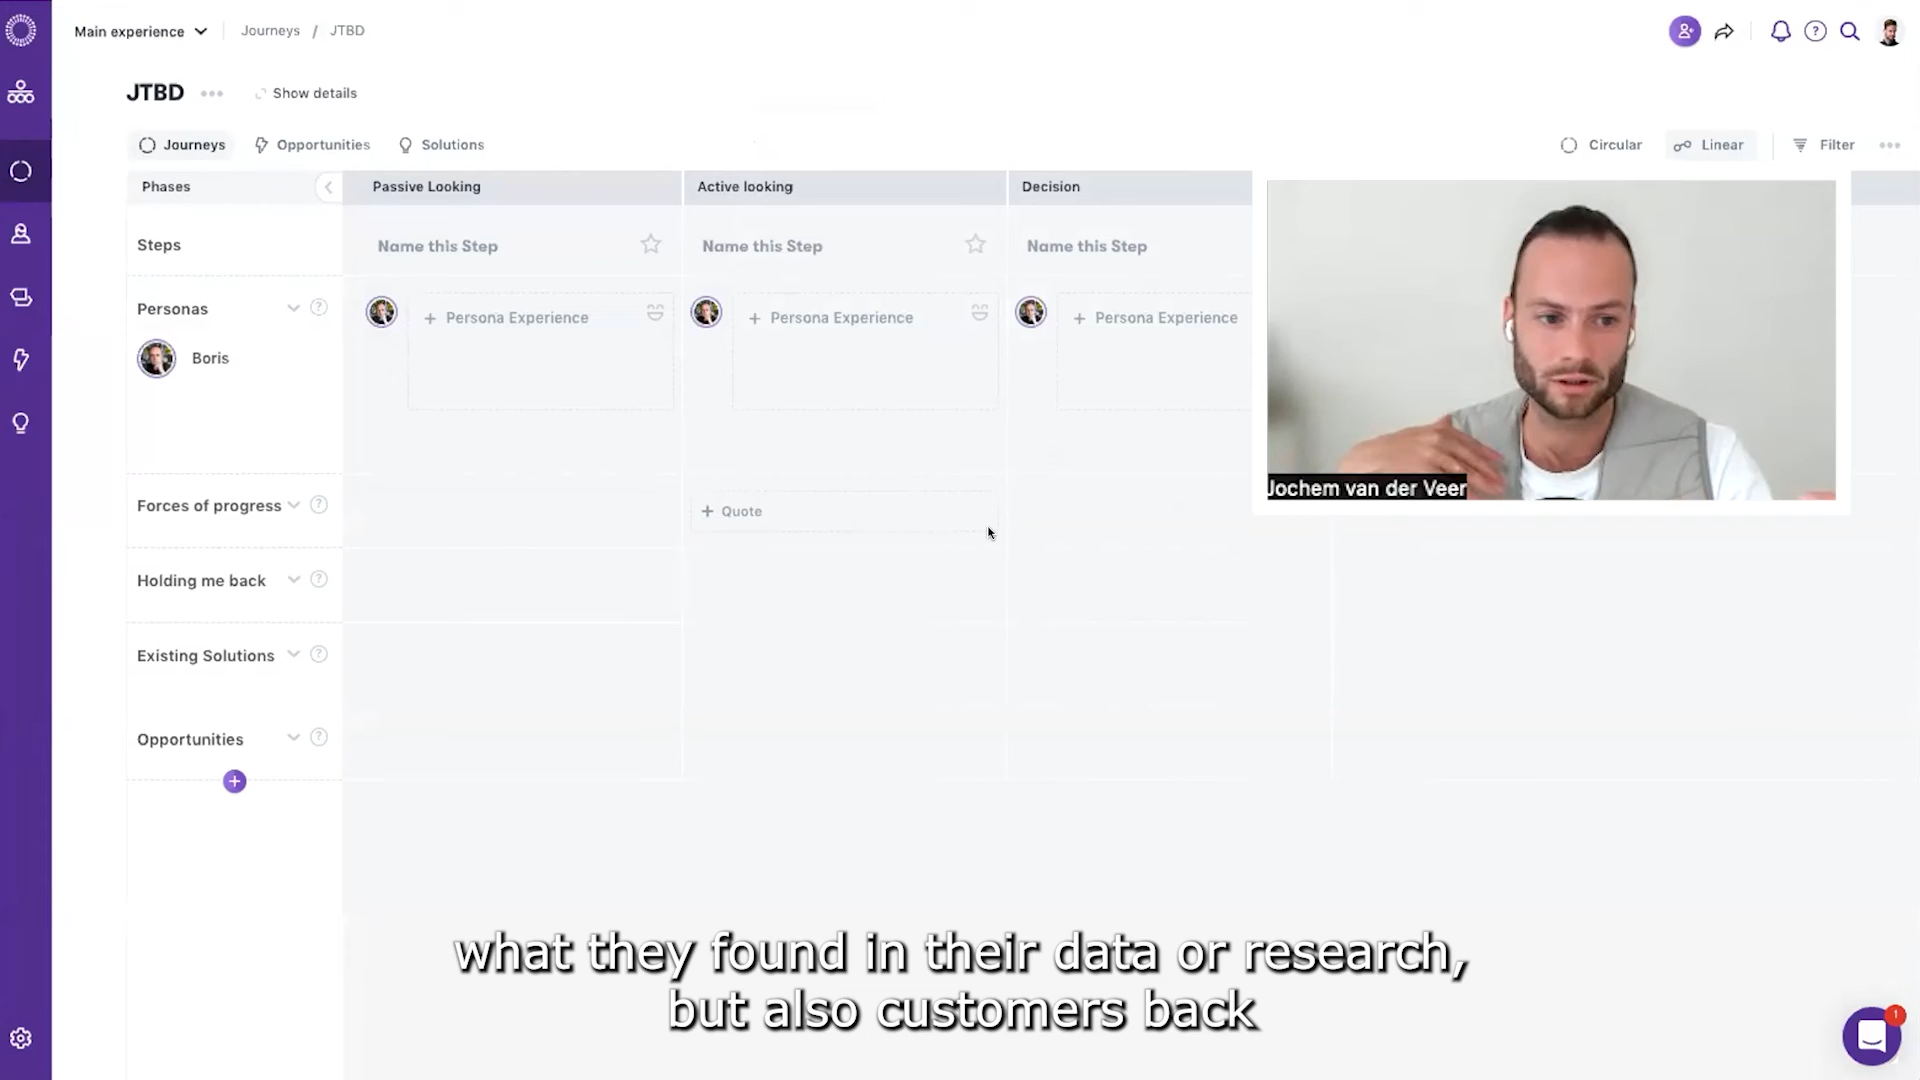 Main experience
Journeys / JTBD
JTBD
Show details
Journeys
Opportunities
Solutions
Circular
Linear
Filter
Phases
Passive Looking
Active looking
Decision
Steps
Name this Step
Name this Step
Name this Step
Personas
+ Persona Experience
+ Persona Experience
+ Persona Experience
Boris
Jochem van der Veer
Forces of progress
+ Quote
Holding me back
Existing Solutions
Opportunities
what they found in their data or research,
but also customers back
1